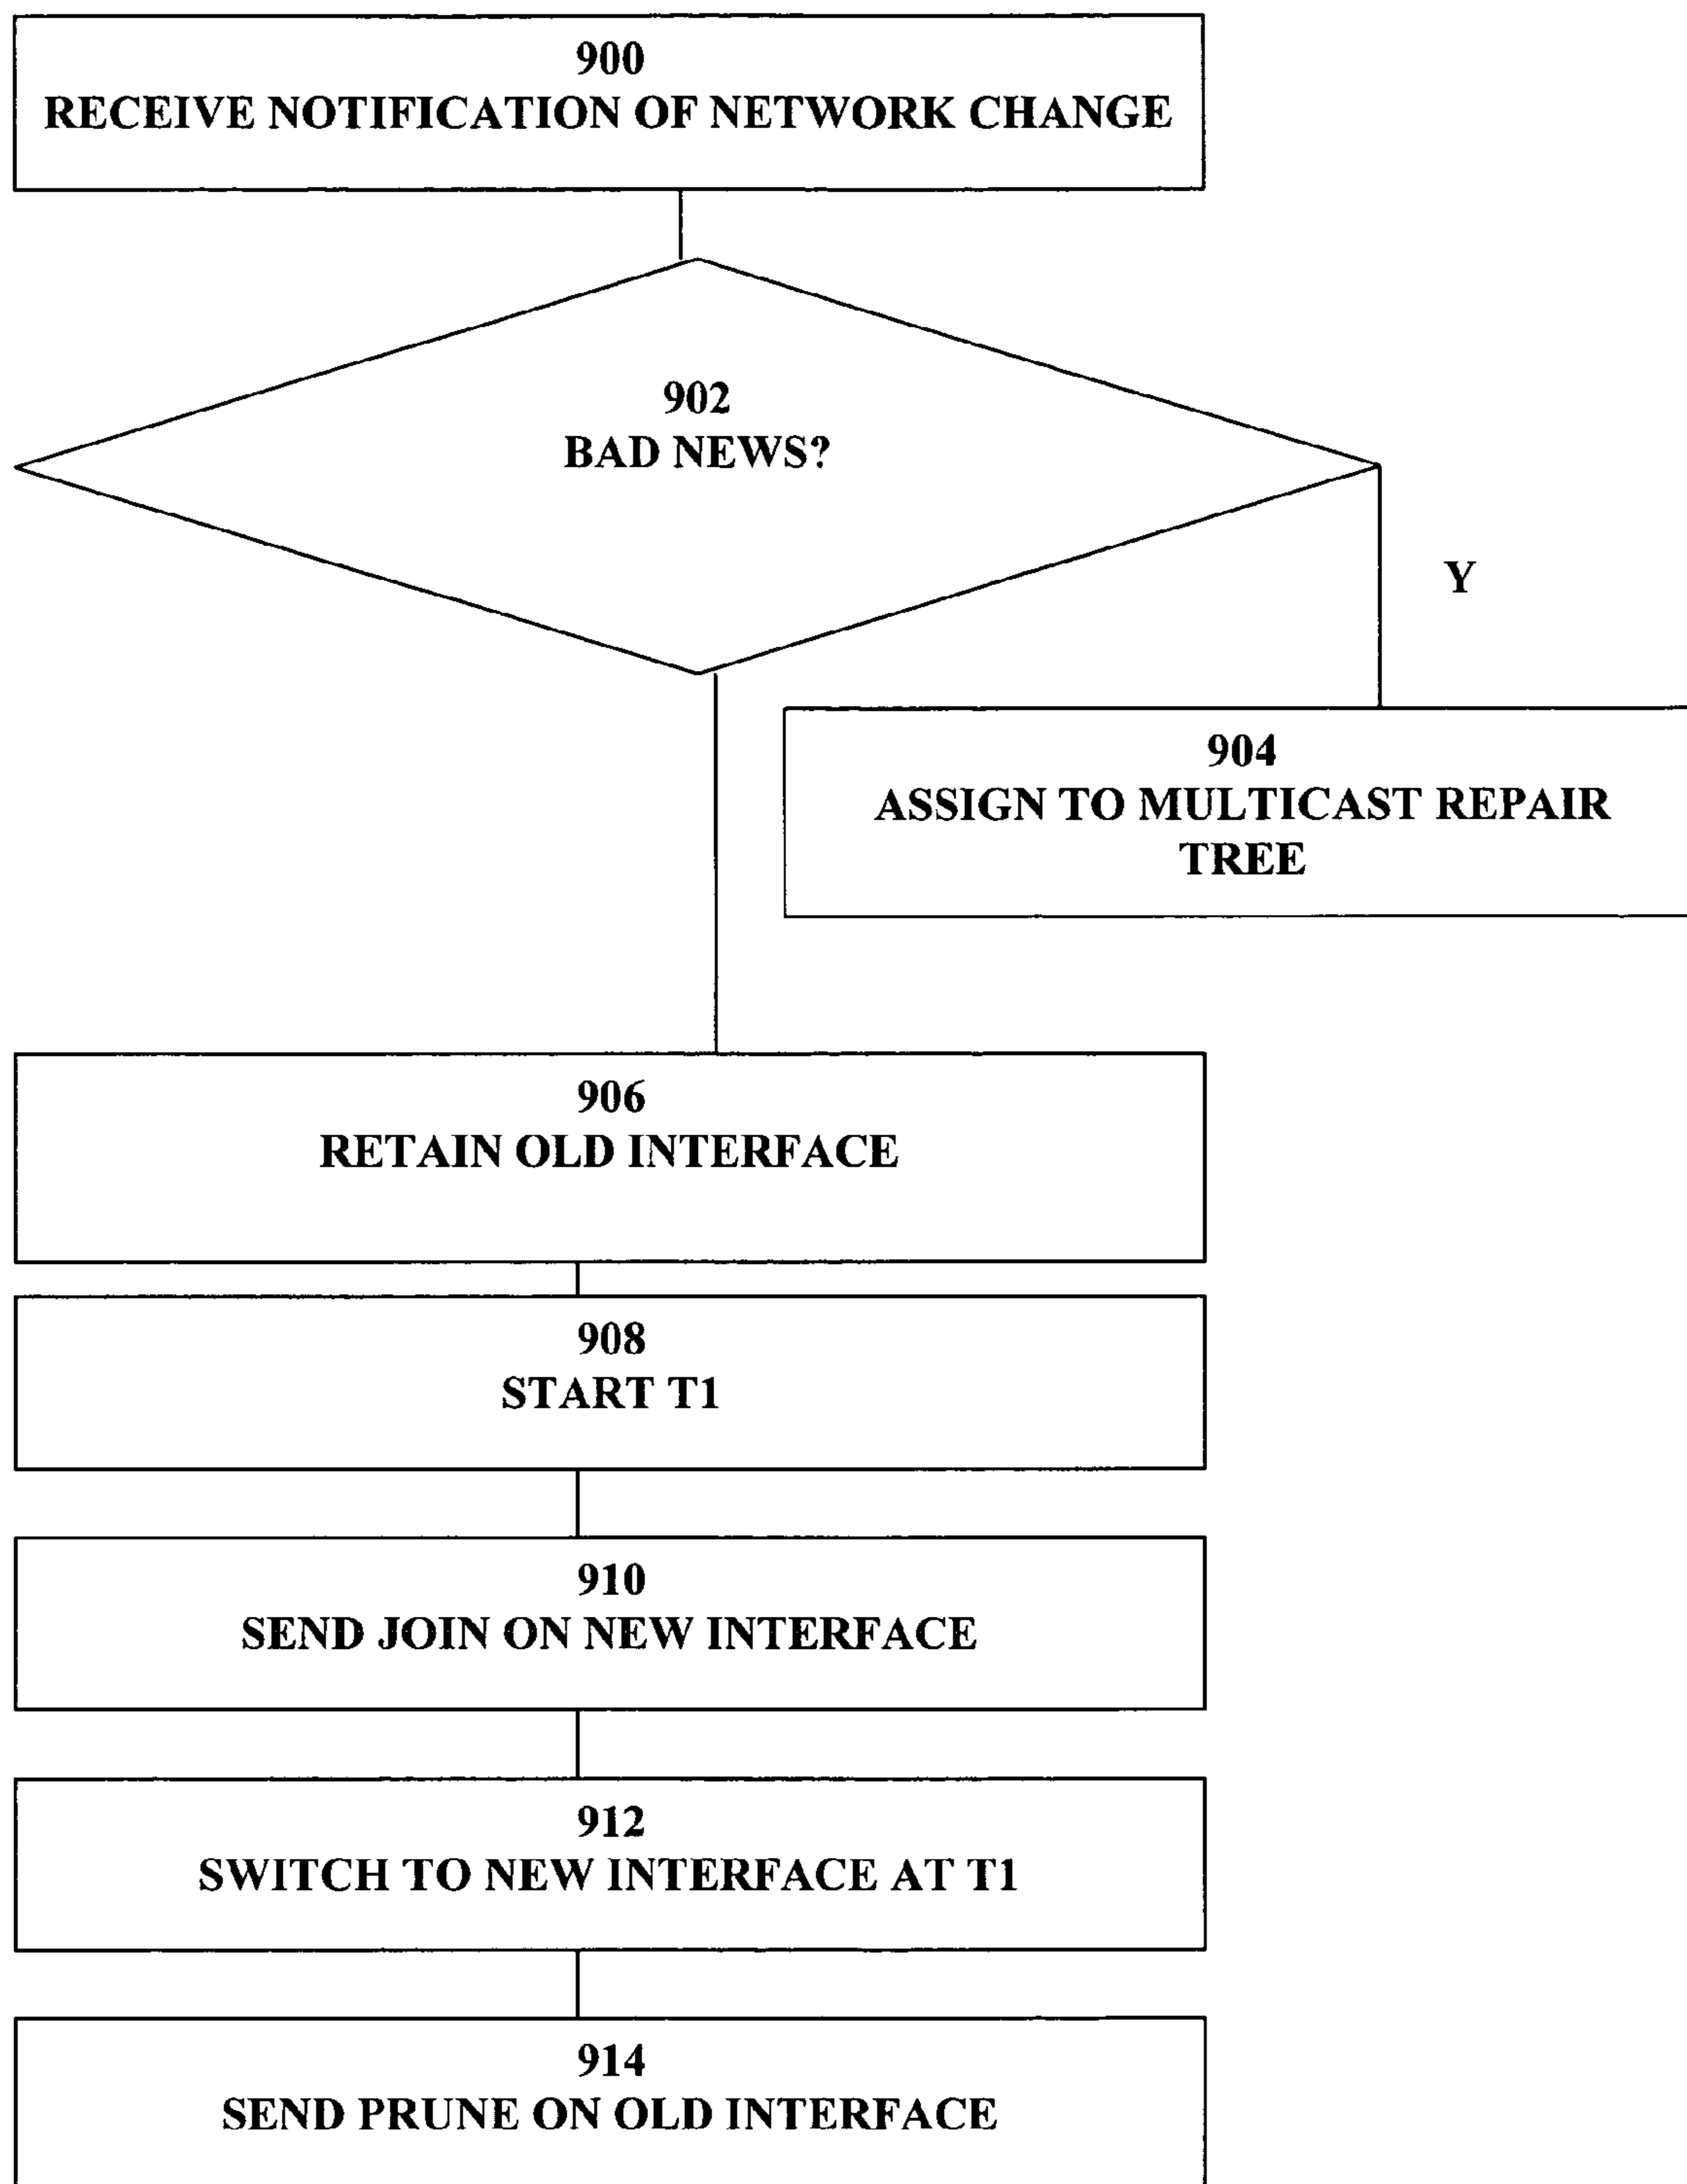 900
RECEIVE NOTIFICATION OF NETWORK CHANGE
902
BAD NEWS?
Y
904
ASSIGN TO MULTICAST REPAIR
TREE
906
RETAIN OLD INTERFACE
908
START T1
910
SEND JOIN ON NEW INTERFACE
912
SWITCH TO NEW INTERFACE AT T1
914
SEND PRUNE ON OLD INTERFACE